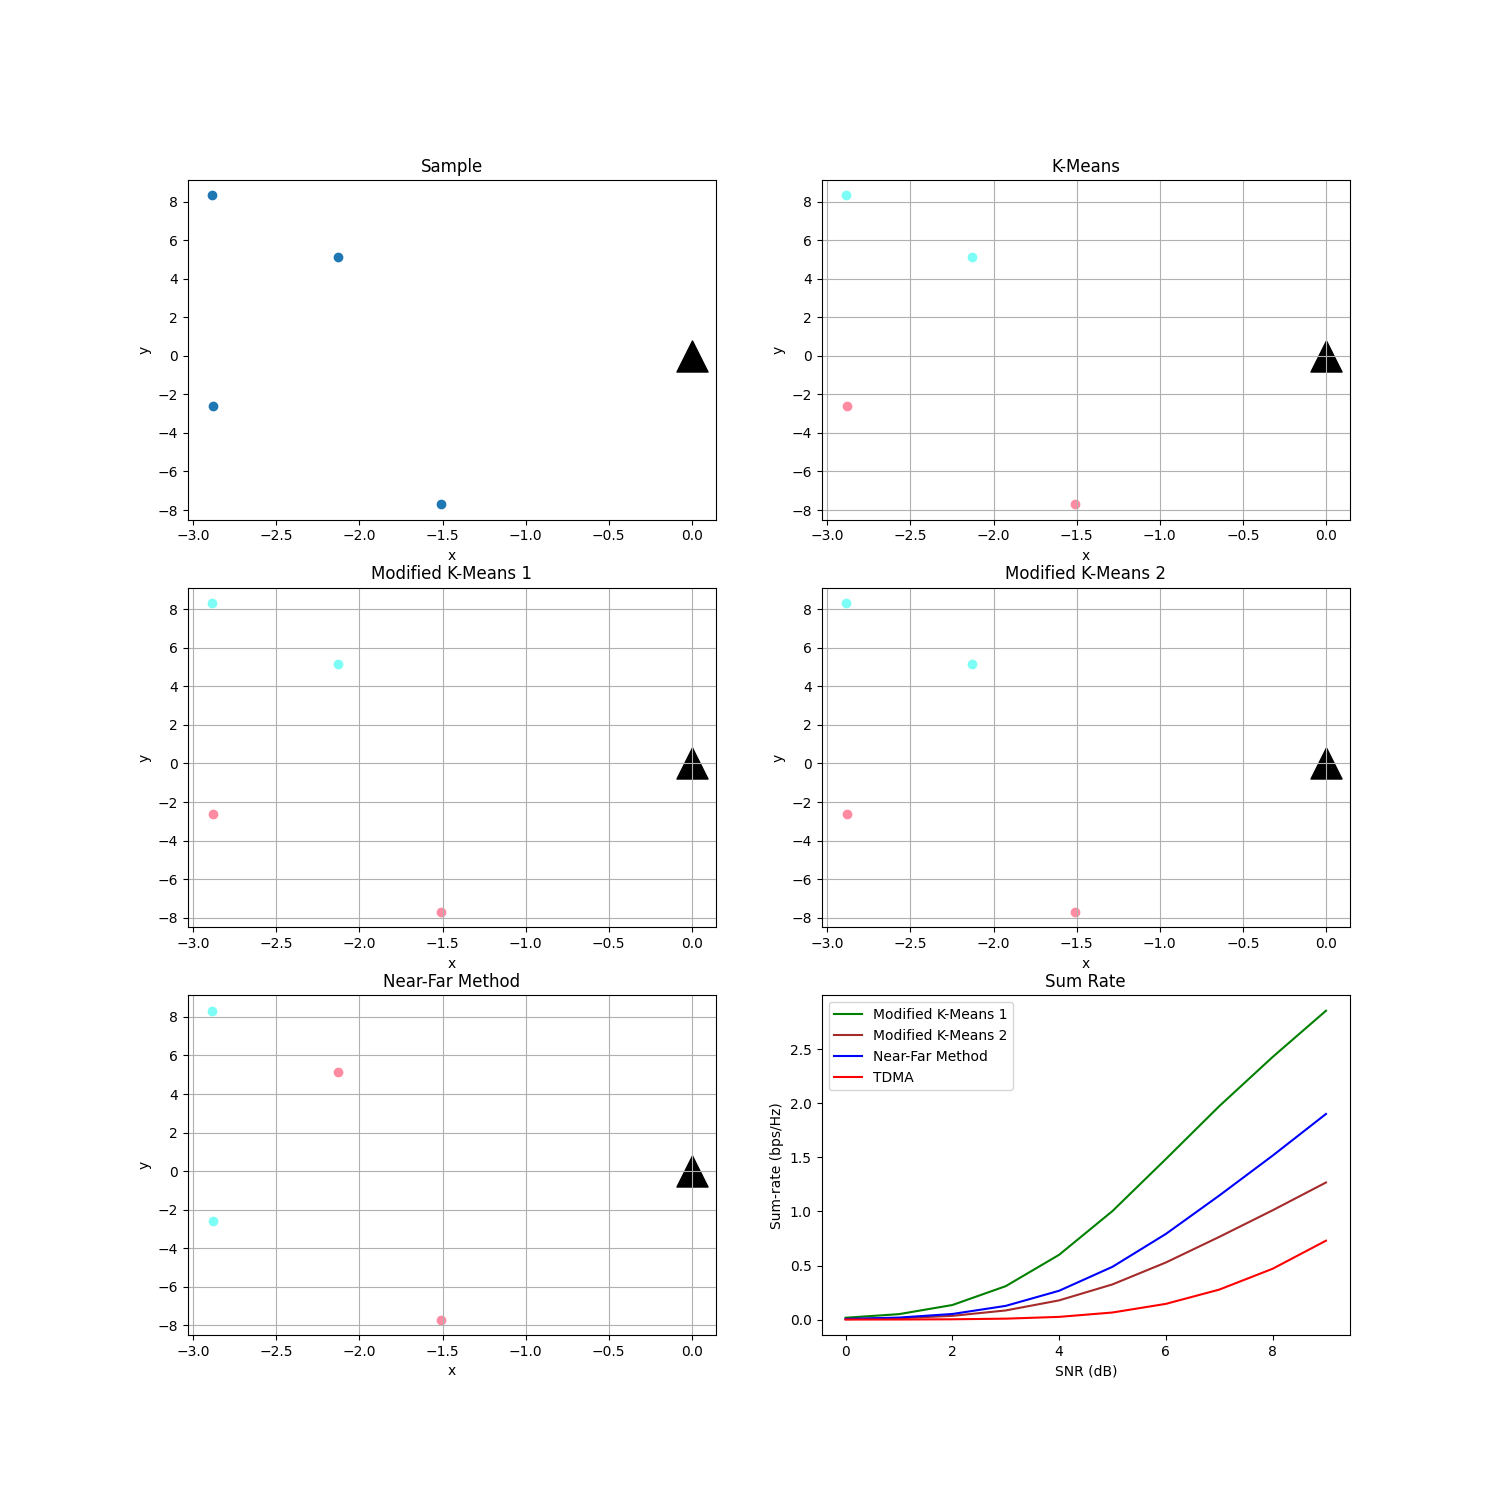 Sample
8
6
4
2
0
−2
−4
−6
−8
y
−3.0 −2.5 −2.0 −1.5 −1.0 −0.5 0.0
x
K-Means
8
6
4
2
0
−2
−4
−6
−8
y
−3.0 −2.5 −2.0 −1.5 −1.0 −0.5 0.0
x
Modified K-Means 1
8
6
4
2
0
−2
−4
−6
−8
y
−3.0 −2.5 −2.0 −1.5 −1.0 −0.5 0.0
x
Modified K-Means 2
8
6
4
2
0
−2
−4
−6
−8
y
−3.0 −2.5 −2.0 −1.5 −1.0 −0.5 0.0
x
Near-Far Method
8
6
4
2
0
−2
−4
−6
−8
y
−3.0 −2.5 −2.0 −1.5 −1.0 −0.5 0.0
x
Sum Rate
Modified K-Means 1
Modified K-Means 2
Near-Far Method
TDMA
2.5
2.0
1.5
1.0
0.5
0.0
Sum-rate (bps/Hz)
0 2 4 6 8
SNR (dB)